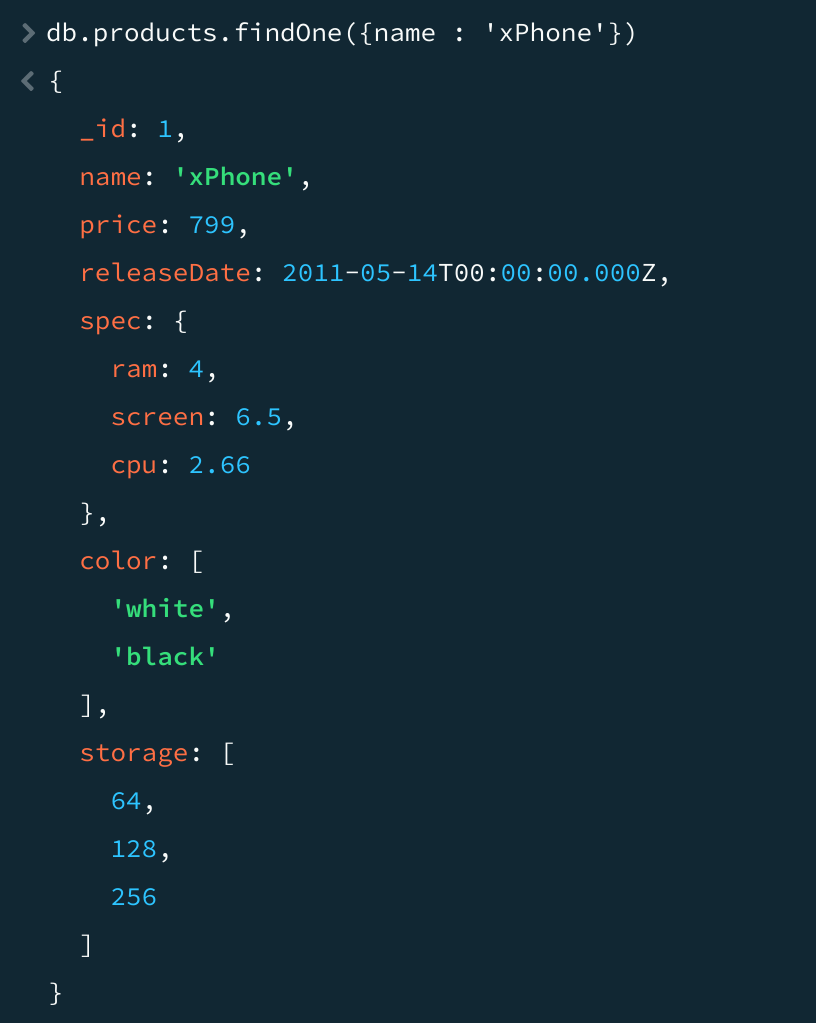 > db.products.findOne({name : 'xPhone'})
< {
_id: 1,
name: 'xPhone',
price: 799,
releaseDate: 2011-05-14T00:00:00.000Z,
spec: {
ram: 4,
screen: 6.5,
cpu: 2.66
},
color: [
'white',
'black'
],
storage: [
64,
128,
256
]
}